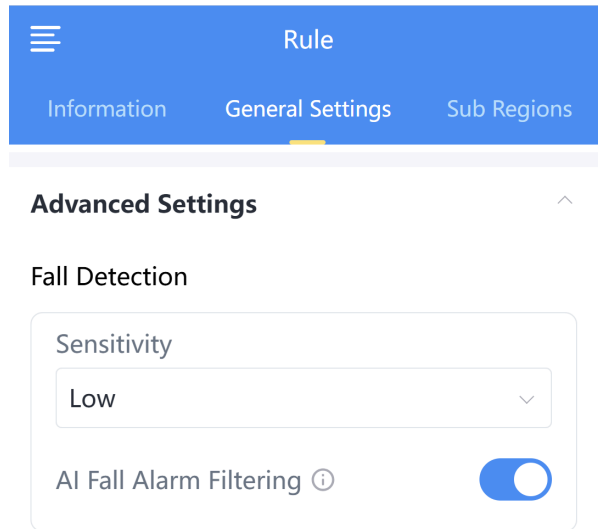 Rule
Information General Settings Sub Regions
Advanced Settings
Fall Detection
Sensitivity
Low
AI Fall Alarm Filtering